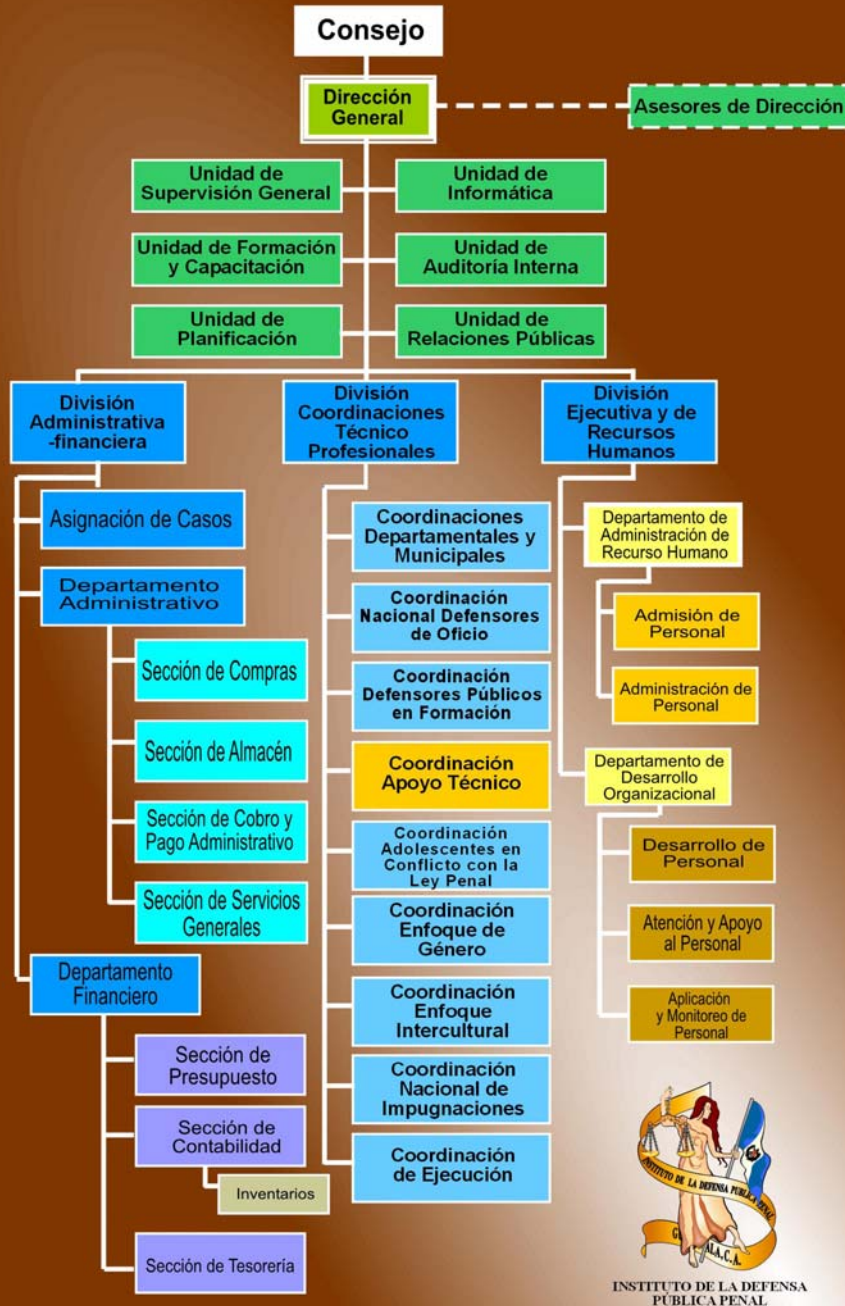 Consejo
Dirección
General
Asesores de Dirección
Unidad de
Supervisión General
Unidad de
Informática
Unidad de Formación
y Capacitación
Unidad de
Auditoría Interna
Unidad de
Planificación
Unidad de
Relaciones Públicas
División
Administrativa
-financiera
Asignación de Casos
Departamento
Administrativo
Sección de Compras
Sección de Almacén
Sección de Cobro y
Pago Administrativo
Sección de Servicios
Generales
Departamento
Financiero
Sección de
Presupuesto
Sección de
Contabilidad
Inventarios
Sección de Tesorería
División
Coordinaciones
Técnico
Profesionales
Coordinaciones
Departamentales y
Municipales
Coordinación
Nacional Defensores
de Oficio
Coordinación
Defensores Públicos
en Formación
Coordinación
Apoyo Técnico
Coordinación
Adolescentes en
Conflicto con la
Ley Penal
Coordinación
Enfoque de
Género
Coordinación
Enfoque
Intercultural
Coordinación
Nacional de
Impugnaciones
Coordinación
de Ejecución
División
Ejecutiva y de
Recursos
Humanos
Departamento de
Administración de
Recurso Humano
Admisión de
Personal
Administración de
Personal
Departamento de
Desarrollo
Organizacional
Desarrollo de
Personal
Atención y Apoyo
al Personal
Aplicación
y Monitoreo de
Personal
INSTITUTO DE LA DEFENSA PÚBLICA PENAL
ALA, C.A.
INSTITUTO DE LA DEFENSA
PÚBLICA PENAL